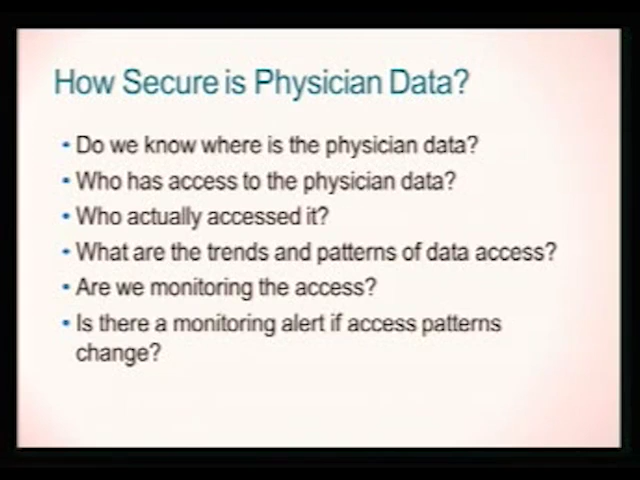 How Secure is Physician Data?
• Do we know where is the physician data?
• Who has access to the physician data?
• Who actually accessed it?
• What are the trends and patterns of data access?
• Are we monitoring the access?
• Is there a monitoring alert if access patterns
change?